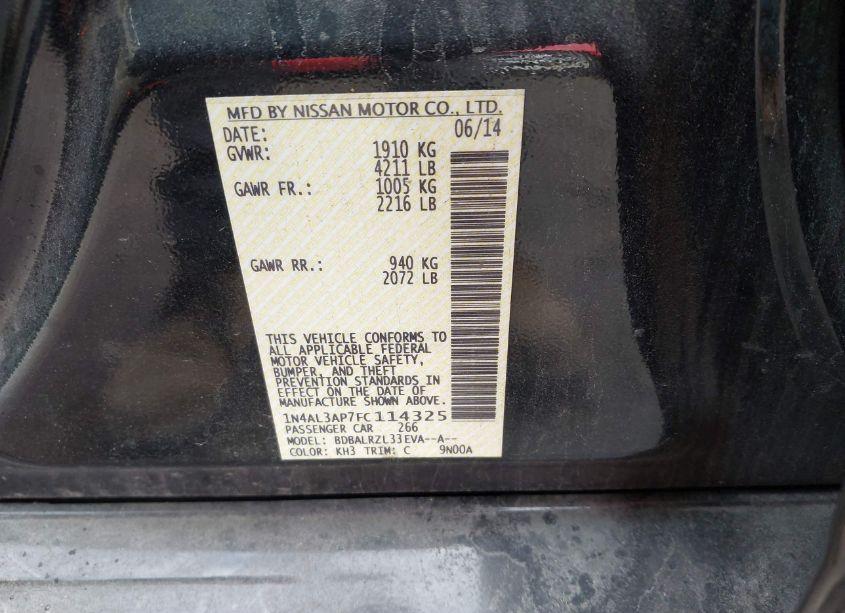 MFD BY NISSAN MOTOR CO., LTD.
DATE: 06/14
GVWR: 1910 KG
4211 LB
GAWR FR.: 1005 KG
2216 LB
GAWR RR.: 940 KG
2072 LB
THIS VEHICLE CONFORMS TO
ALL APPLICABLE FEDERAL
MOTOR VEHICLE SAFETY,
BUMPER, AND THEFT
PREVENTION STANDARDS IN
EFFECT ON THE DATE OF
MANUFACTURE SHOWN ABOVE.
1N4AL3AP7FC114325
PASSENGER CAR 266
MODEL: BDBALRZL33EVA--A--
COLOR: KH3 TRIM: C 9N00A